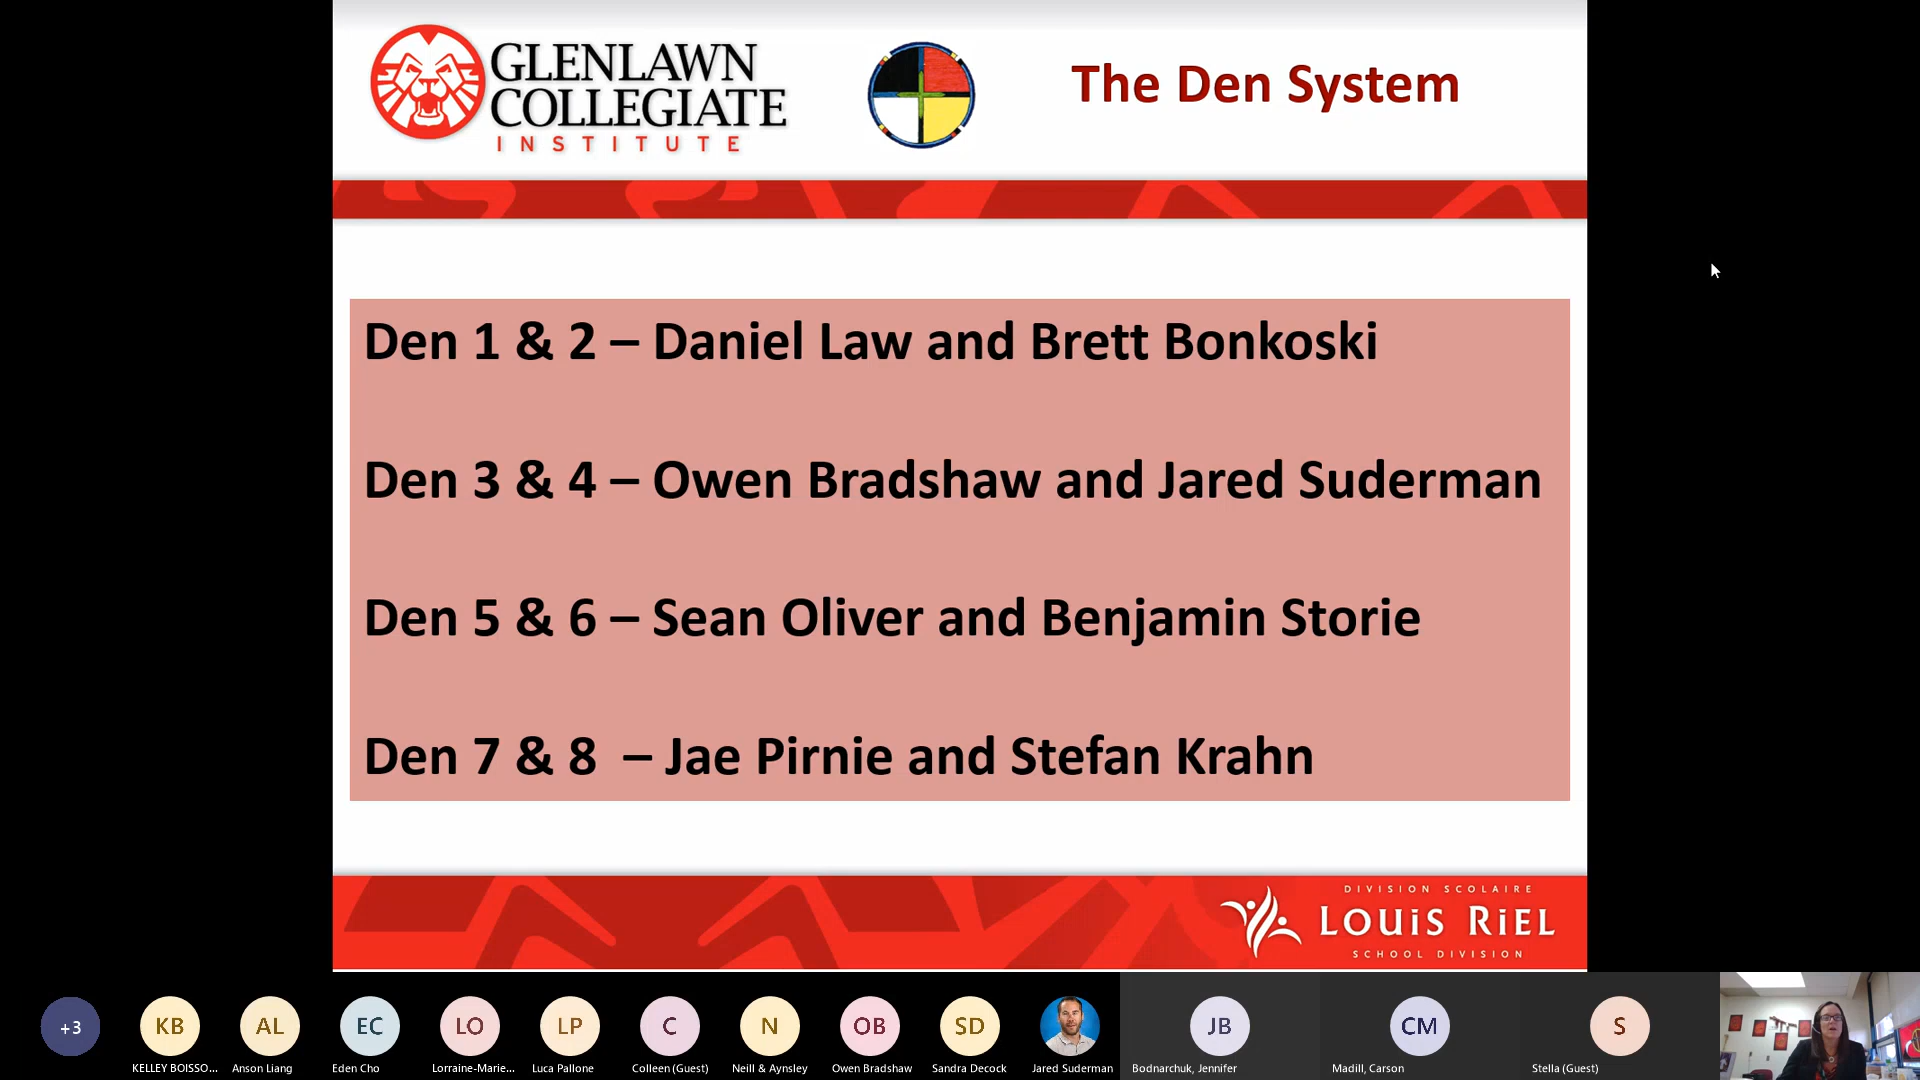 GLENLAWN
COLLEGIATE
INSTITUTE
The Den System
Den 1 & 2 – Daniel Law and Brett Bonkoski
Den 3 & 4 – Owen Bradshaw and Jared Suderman
Den 5 & 6 – Sean Oliver and Benjamin Storie
Den 7 & 8 – Jae Pirnie and Stefan Krahn
DIVISION SCOLAIRE
LOUiS RiEL
SCHOOL DIVISION
+3
KB
AL
EC
LO
LP
C
N
OB
SD
JB
CM
S
KELLEY BOISSO...
Anson Liang
Eden Cho
Lorraine-Marie...
Luca Pallone
Colleen (Guest)
Neill & Aynsley
Owen Bradshaw
Sandra Decock
Jared Suderman
Bodnarchuk, Jennifer
Madill, Carson
Stella (Guest)